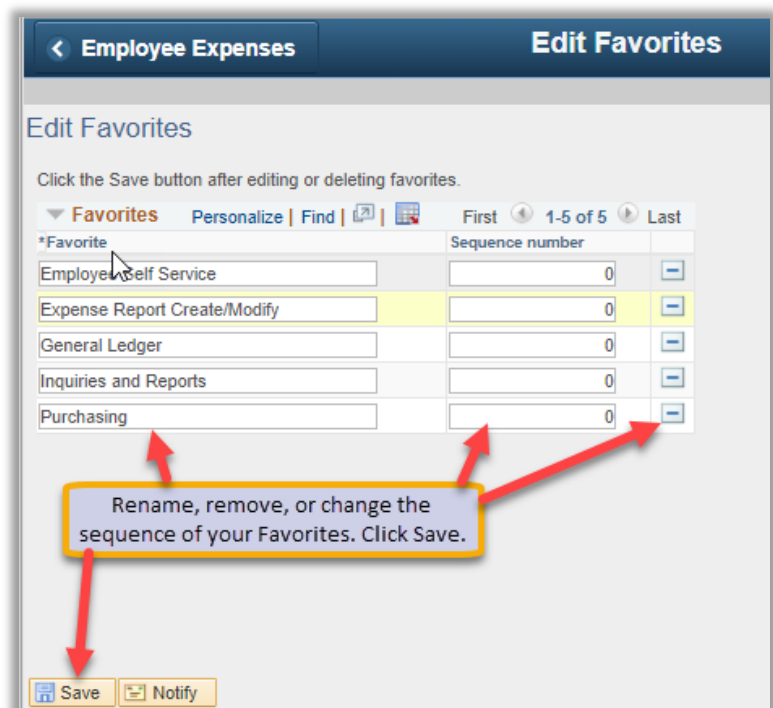 Employee Expenses Edit Favorites
Edit Favorites
Click the Save button after editing or deleting favorites.
Favorites Personalize | Find | | First 1-5 of 5 Last
*Favorite Sequence number
Employee Self Service 0
Expense Report Create/Modify 0
General Ledger 0
Inquiries and Reports 0
Purchasing 0
Rename, remove, or change the
sequence of your Favorites. Click Save.
Save Notify